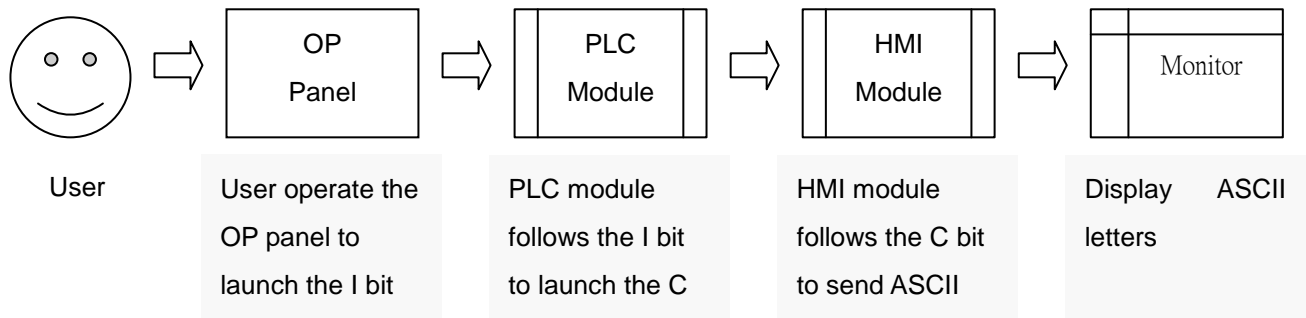 OP
Panel
PLC
Module
HMI
Module
Monitor
User
User operate the
OP panel to
launch the I bit
PLC module
follows the I bit
to launch the C
HMI module
follows the C bit
to send ASCII
Display ASCII
letters